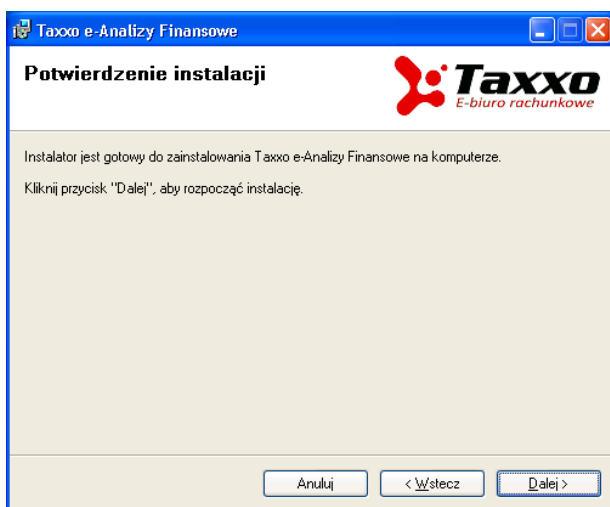 Taxxo e-Analizy Finansowe
Potwierdzenie instalacji
Taxxo
E-biuro rachunkowe
Instalator jest gotowy do zainstalowania Taxxo e-Analizy Finansowe na komputerze.
Kliknij przycisk "Dalej", aby rozpocząć instalację.
Anuluj
< Wstecz
Dalej >